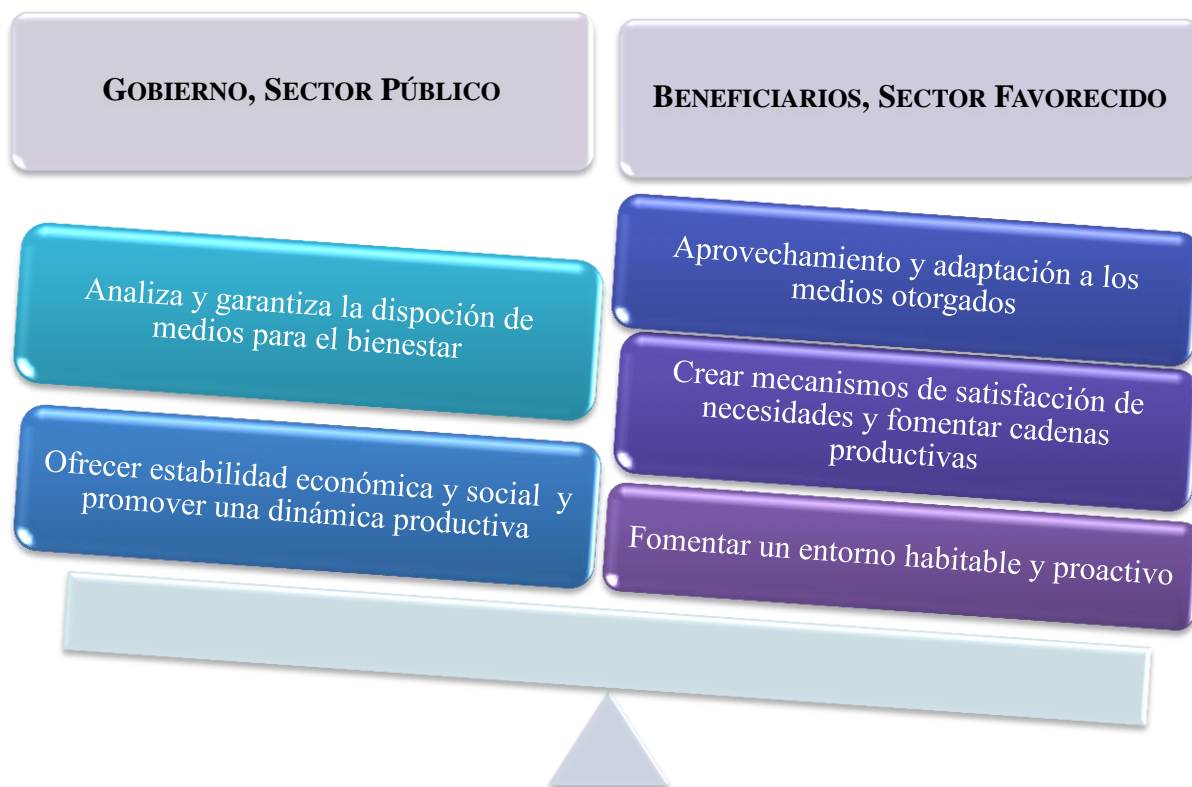 GOBIERNO, SECTOR PÚBLICO
Analiza y garantiza la dispoción de
medios para el bienestar
Ofrecer estabilidad económica y social y
promover una dinámica productiva
BENEFICIARIOS, SECTOR FAVORECIDO
Aprovechamiento y adaptación a los
medios otorgados
Crear mecanismos de satisfacción de
necesidades y fomentar cadenas
productivas
Fomentar un entorno habitable y proactivo